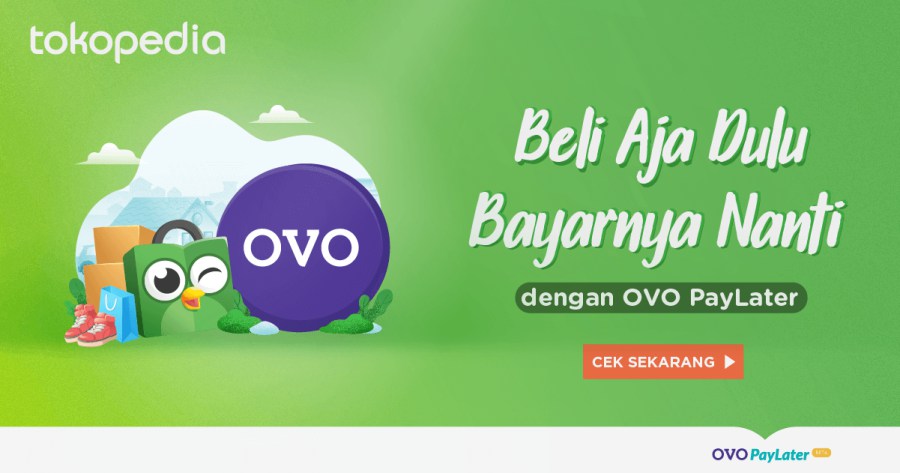 tokopedia
OVO
Beli Aja Dulu
Bayarnya Nanti
dengan OVO PayLater
CEK SEKARANG
OVO PayLater